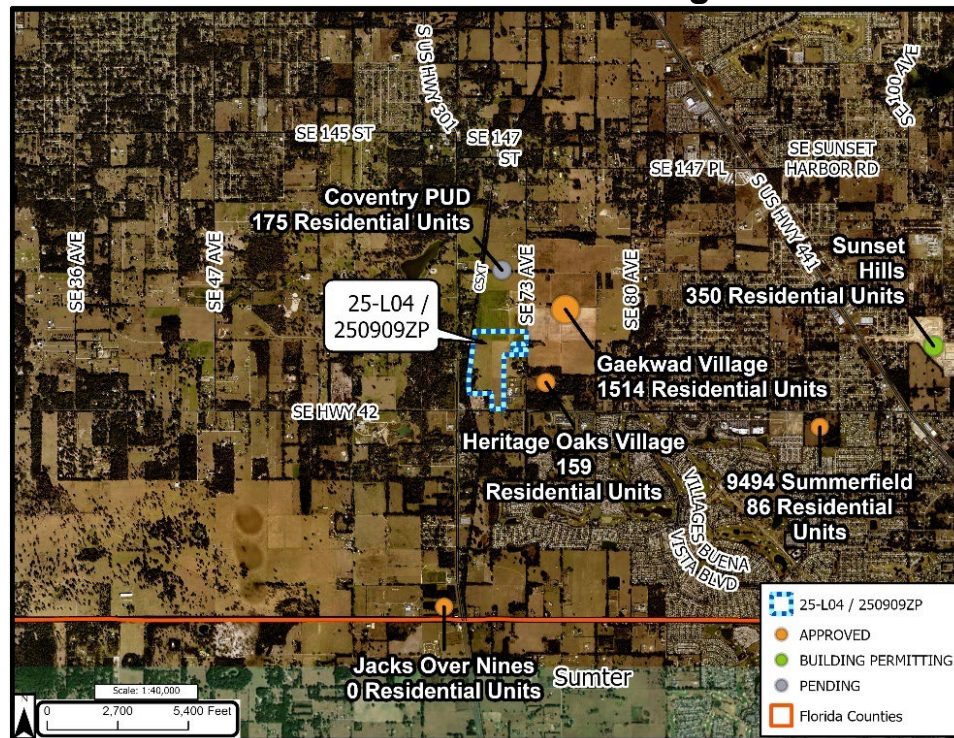 S US HWY 301
SE 100 AVE
SE 145 ST
SE 147
ST
SE 147 PL
SE SUNSET
HARBOR RD
S US HWY 441
Coventry PUD
175 Residential Units
SE 36 AVE
SE 47 AVE
CSXT
SE 73 AVE
SE 80 AVE
Sunset
Hills
350 Residential Units
25-L04 /
250909ZP
Gaekwad Village
1514 Residential Units
SE HWY 42
Heritage Oaks Village
159
Residential Units
9494 Summerfield
86 Residential
Units
VILLAGES BUENA
VISTA BLVD
Jacks Over Nines
0 Residential Units
Sumter
25-L04 / 250909ZP
APPROVED
BUILDING PERMITTING
PENDING
Florida Counties
Scale: 1:40,000
0 2,700 5,400 Feet
N